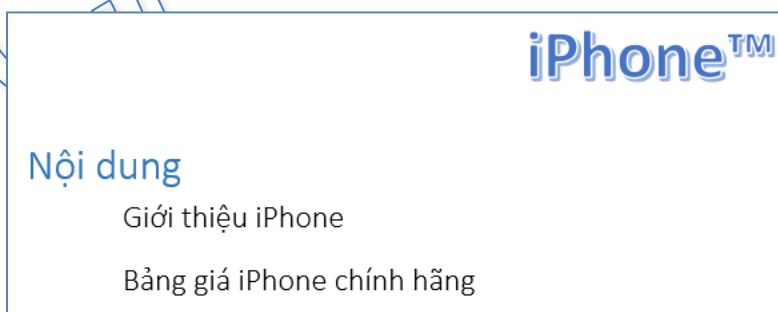 iPhone™
Nội dung
Giới thiệu iPhone
Bảng giá iPhone chính hãng